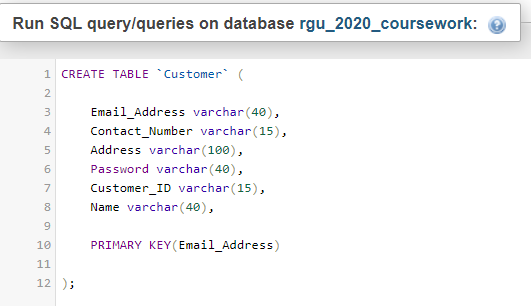 Run SQL query/queries on database rgu_2020_coursework:
1 CREATE TABLE `Customer` (
2
3 Email_Address varchar(40),
4 Contact_Number varchar(15),
5 Address varchar(100),
6 Password varchar(40),
7 Customer_ID varchar(15),
8 Name varchar(40),
9
10 PRIMARY KEY(Email_Address)
11
12 );